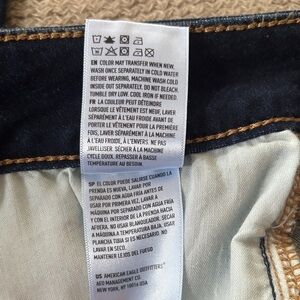 EN COLOR MAY TRANSFER WHEN NEW.
WASH ONCE SEPARATELY IN COLD WATER
BEFORE WEARING, MACHINE WASH COLD
INSIDE OUT SEPARATELY. DO NOT BLEACH.
TUMBLE DRY LOW. COOL IRON IF NEEDED.
FR LA COULEUR PEUT DÉTEINDRE
LORSQUE LE VÊTEMENT EST NEUF, LAVER
SÉPARÉMENT À L'EAU FROIDE AVANT DE
PORTER LE VÊTEMENT POUR LA PREMIÈRE
FOIS, LAVER SÉPARÉMENT À LA MACHINE
À L'EAU FROIDE, À L'ENVERS. NE PAS
JAVELLISER. SÉCHER À LA MACHINE
CYCLE DOUX. REPASSER À BASSE
TEMPÉRATURE AU BESOIN.
SP EL COLOR PUEDE SALIRSE CUANDO LA
PRENDA ES NUEVA, LAVAR POR
SEPARADO CON AGUA FRÍA ANTES DE
USAR POR PRIMERA VEZ, LAVAR A
MÁQUINA POR SEPARADO CON AGUA FRÍA
Y CON EL INTERIOR DE LA PRENDA HACIA
AFUERA. NO USAR BLANQUEADOR. SECAR
A MÁQUINA A TEMPERATURA BAJA. USAR
PLANCHA TIBIA SI ES NECESARIO. NO
MANTENER LEJOS DEL FUEGO
US AMERICAN EAGLE OUTFITTERS®
AEO MANAGEMENT CO.
NEW YORK, NY 10016 USA